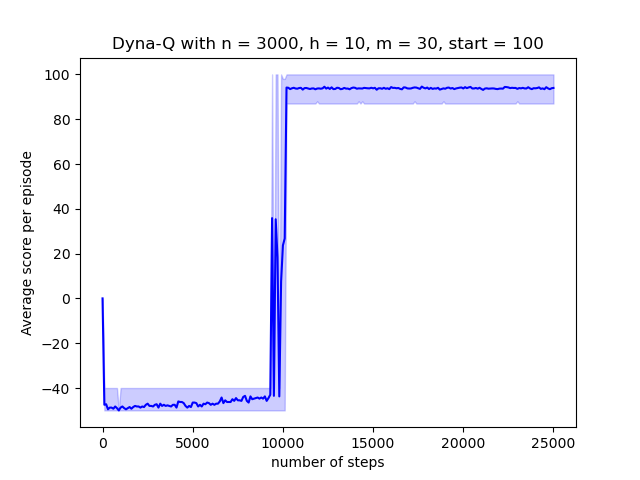 Dyna-Q with n = 3000, h = 10, m = 30, start = 100
Average score per episode
100
80
60
40
20
0
−20
−40
0 5000 10000 15000 20000 25000
number of steps